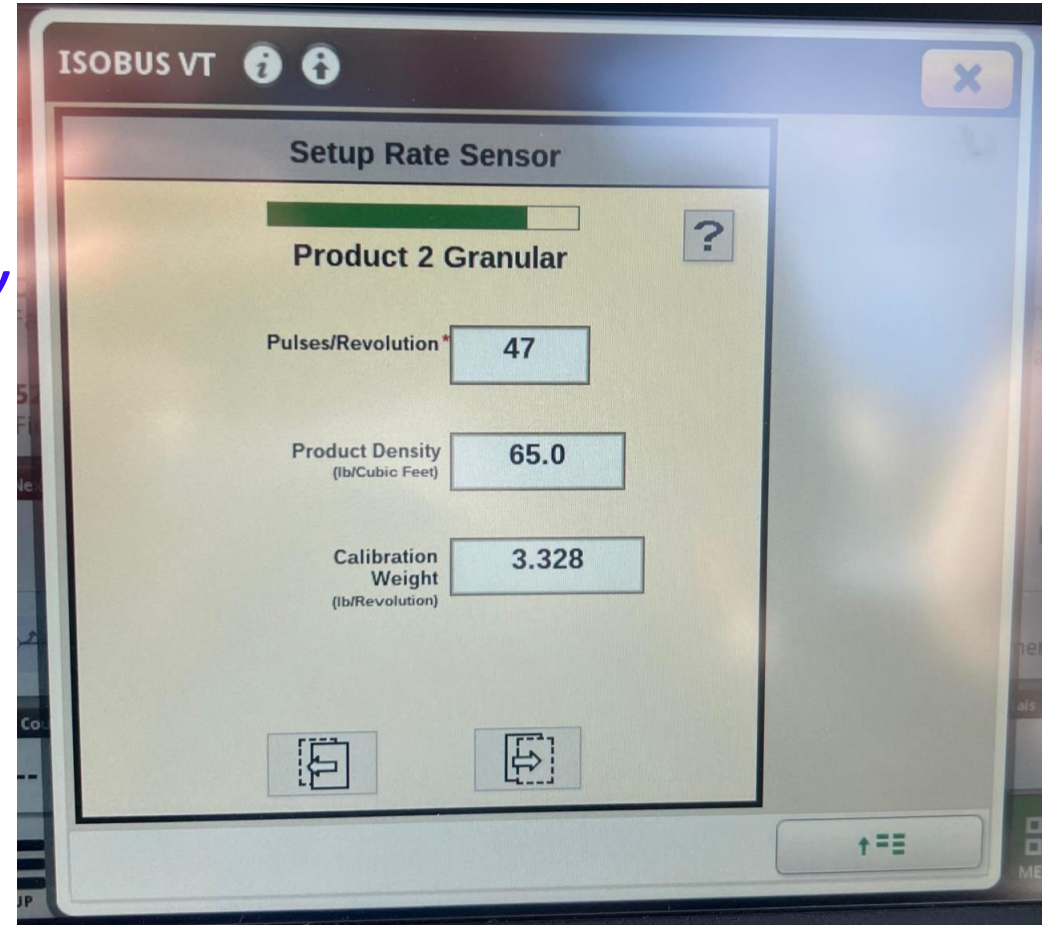 ISOBUS VT
Setup Rate Sensor
Product 2 Granular
?
Pulses/Revolution* 47
Product Density 65.0
(lb/Cubic Feet)
Calibration 3.328
Weight
(lb/Revolution)